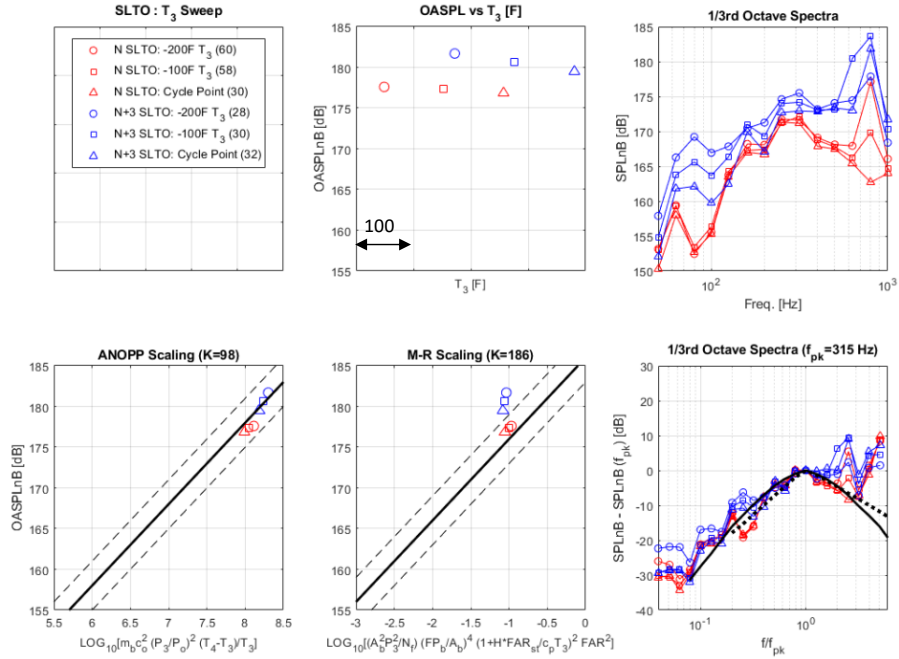 SLTO : T3 Sweep
N SLTO: -200F T3 (60)
N SLTO: -100F T3 (58)
N SLTO: Cycle Point (30)
N+3 SLTO: -200F T3 (28)
N+3 SLTO: -100F T3 (30)
N+3 SLTO: Cycle Point (32)
OASPL vs T3 [F]
OASPLnB [dB]
185
180
175
170
165
160
155
100
T3 [F]
1/3rd Octave Spectra
SPLnB [dB]
185
180
175
170
165
160
155
150
10^2
10^3
Freq. [Hz]
ANOPP Scaling (K=98)
OASPLnB [dB]
185
180
175
170
165
160
155
5.5
6
6.5
7
7.5
8
8.5
LOG10[mbco^2 (P3/Po)^2 (T4-T3)/T3]
M-R Scaling (K=186)
185
180
175
170
165
160
155
-3
-2.5
-2
-1.5
-1
-0.5
0
LOG10[(Ab^2P3^2/Nf) (FPb/Ab)^4 (1+H*FARst/cpT3)^2 FAR^2]
1/3rd Octave Spectra (fpk=315 Hz)
SPLnB - SPLnB (fpk) [dB]
30
20
10
0
-10
-20
-30
-40
10^-1
10^0
f/fpk